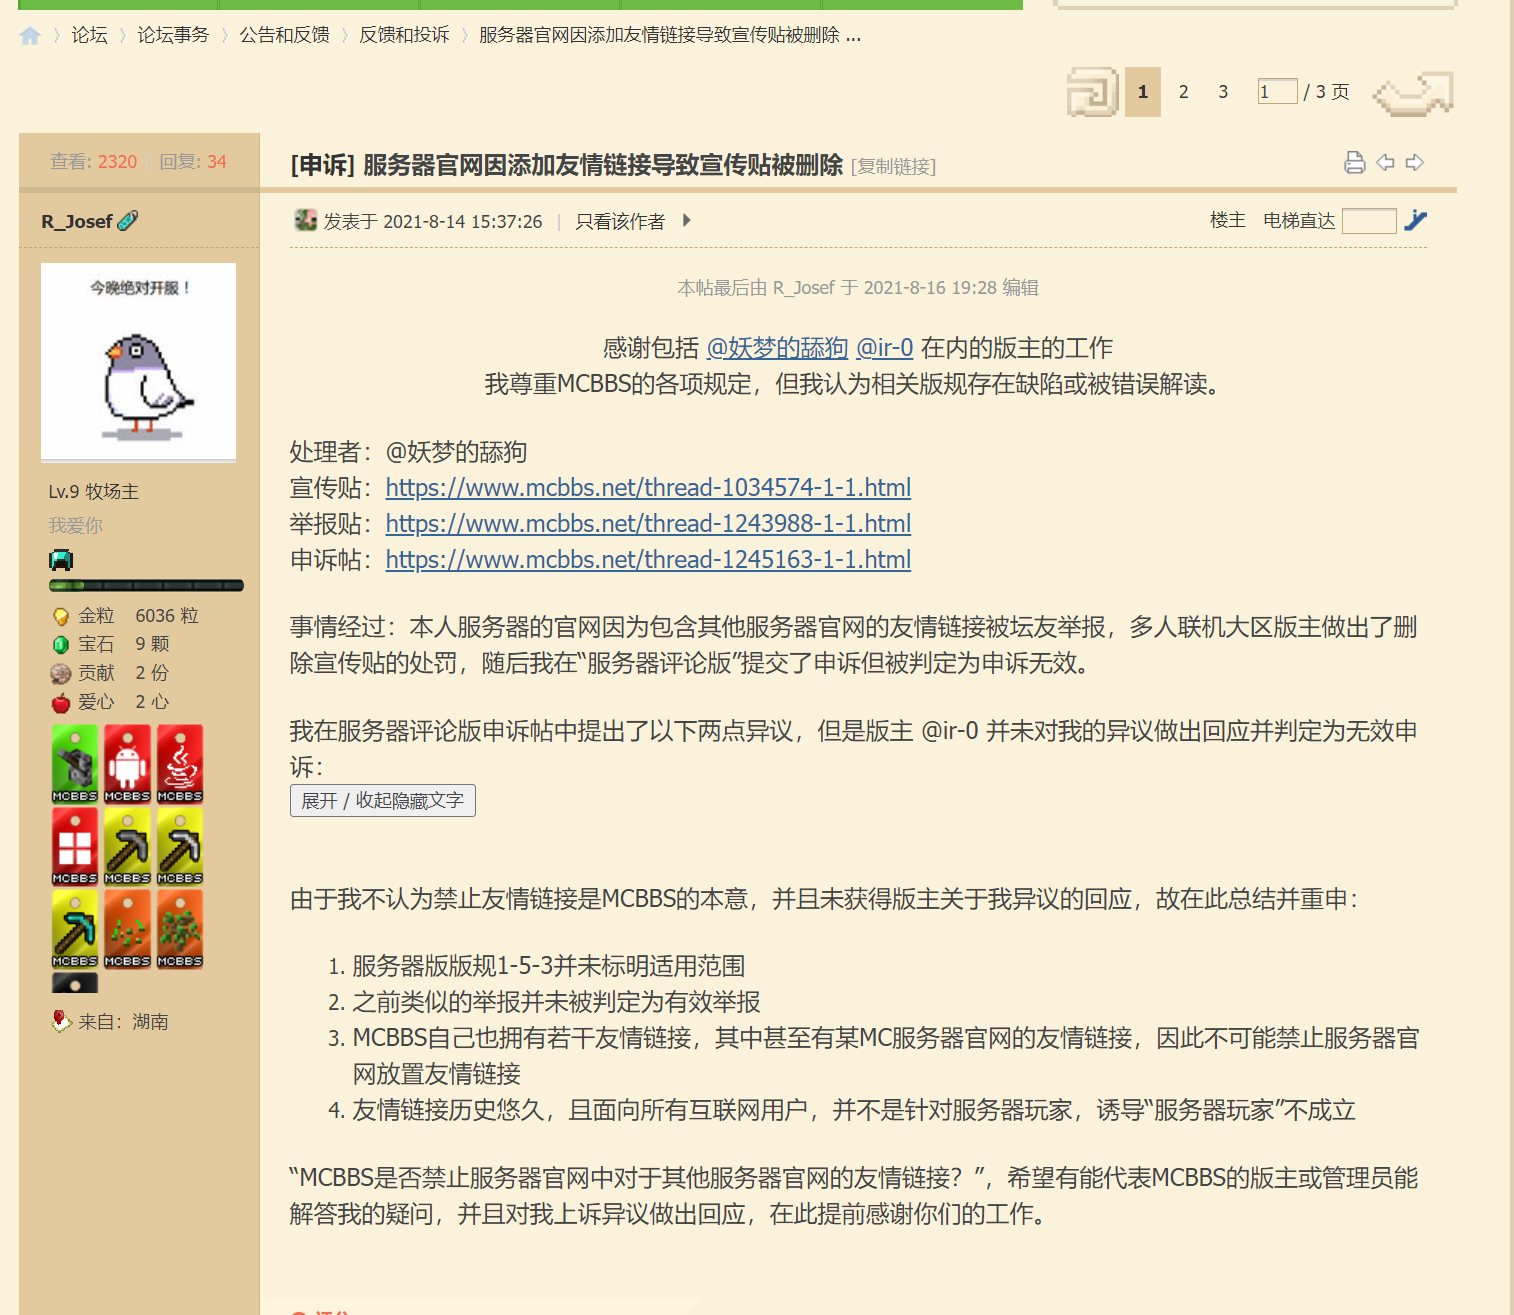 论坛 〉 论坛事务 〉 公告和反馈 〉 反馈和投诉 〉 服务器官网因添加友情链接导致宣传贴被删除 ...
1 2 3 1 / 3 页
查看: 2320 | 回复: 34
[申诉] 服务器官网因添加友情链接导致宣传贴被删除 [复制链接]
R_Josef
发表于 2021-8-14 15:37:26 | 只看该作者
楼主 电梯直达
今晚绝对开服！
本帖最后由 R_Josef 于 2021-8-16 19:28 编辑
感谢包括 @妖梦的舔狗 @ir-0 在内的版主的工作
我尊重MCBBS的各项规定，但我认为相关版规存在缺陷或被错误解读。
处理者：@妖梦的舔狗
宣传贴：https://www.mcbbs.net/thread-1034574-1-1.html
举报贴：https://www.mcbbs.net/thread-1243988-1-1.html
申诉帖：https://www.mcbbs.net/thread-1245163-1-1.html
Lv.9 牧场主
我爱你
金粒 6036 粒
宝石 9 颗
贡献 2 份
爱心 2 心
MCBBS MCBBS MCBBS
MCBBS MCBBS MCBBS
MCBBS MCBBS MCBBS
来自：湖南
事情经过：本人服务器的官网因为包含其他服务器官网的友情链接被坛友举报，多人联机大区版主做出了删
除宣传贴的处罚，随后我在“服务器评论版”提交了申诉但被判定为申诉无效。
我在服务器评论版申诉帖中提出了以下两点异议，但是版主 @ir-0 并未对我的异议做出回应并判定为无效申
诉：
展开 / 收起隐藏文字
由于我不认为禁止友情链接是MCBBS的本意，并且未获得版主关于我异议的回应，故在此总结并重申：
1. 服务器版版规1-5-3并未标明适用范围
2. 之前类似的举报并未被判定为有效举报
3. MCBBS自己也拥有若干友情链接，其中甚至有某MC服务器官网的友情链接，因此不可能禁止服务器官
网放置友情链接
4. 友情链接历史悠久，且面向所有互联网用户，并不是针对服务器玩家，诱导“服务器玩家”不成立
“MCBBS是否禁止服务器官网中对于其他服务器官网的友情链接？”，希望有能代表MCBBS的版主或管理员能
解答我的疑问，并且对我上诉异议做出回应，在此提前感谢你们的工作。